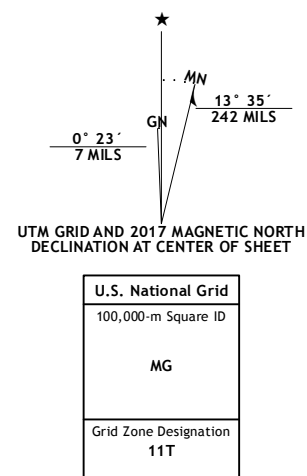 ★
MN
GN
13° 35´
242 MILS
0° 23´
7 MILS
UTM GRID AND 2017 MAGNETIC NORTH
DECLINATION AT CENTER OF SHEET
U.S. National Grid
100,000-m Square ID
MG
Grid Zone Designation
11T